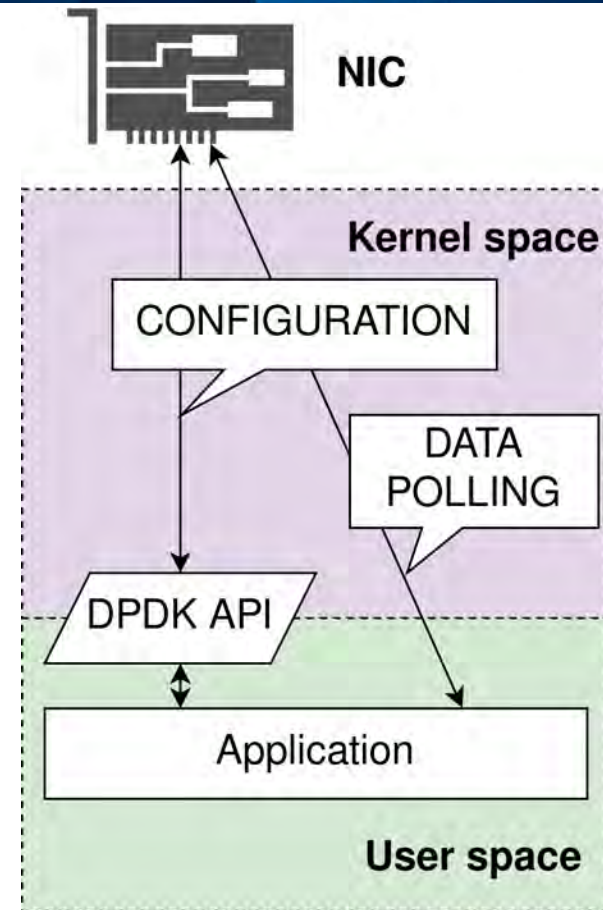 NIC
Kernel space
CONFIGURATION
DATA
POLLING
DPDK API
Application
User space